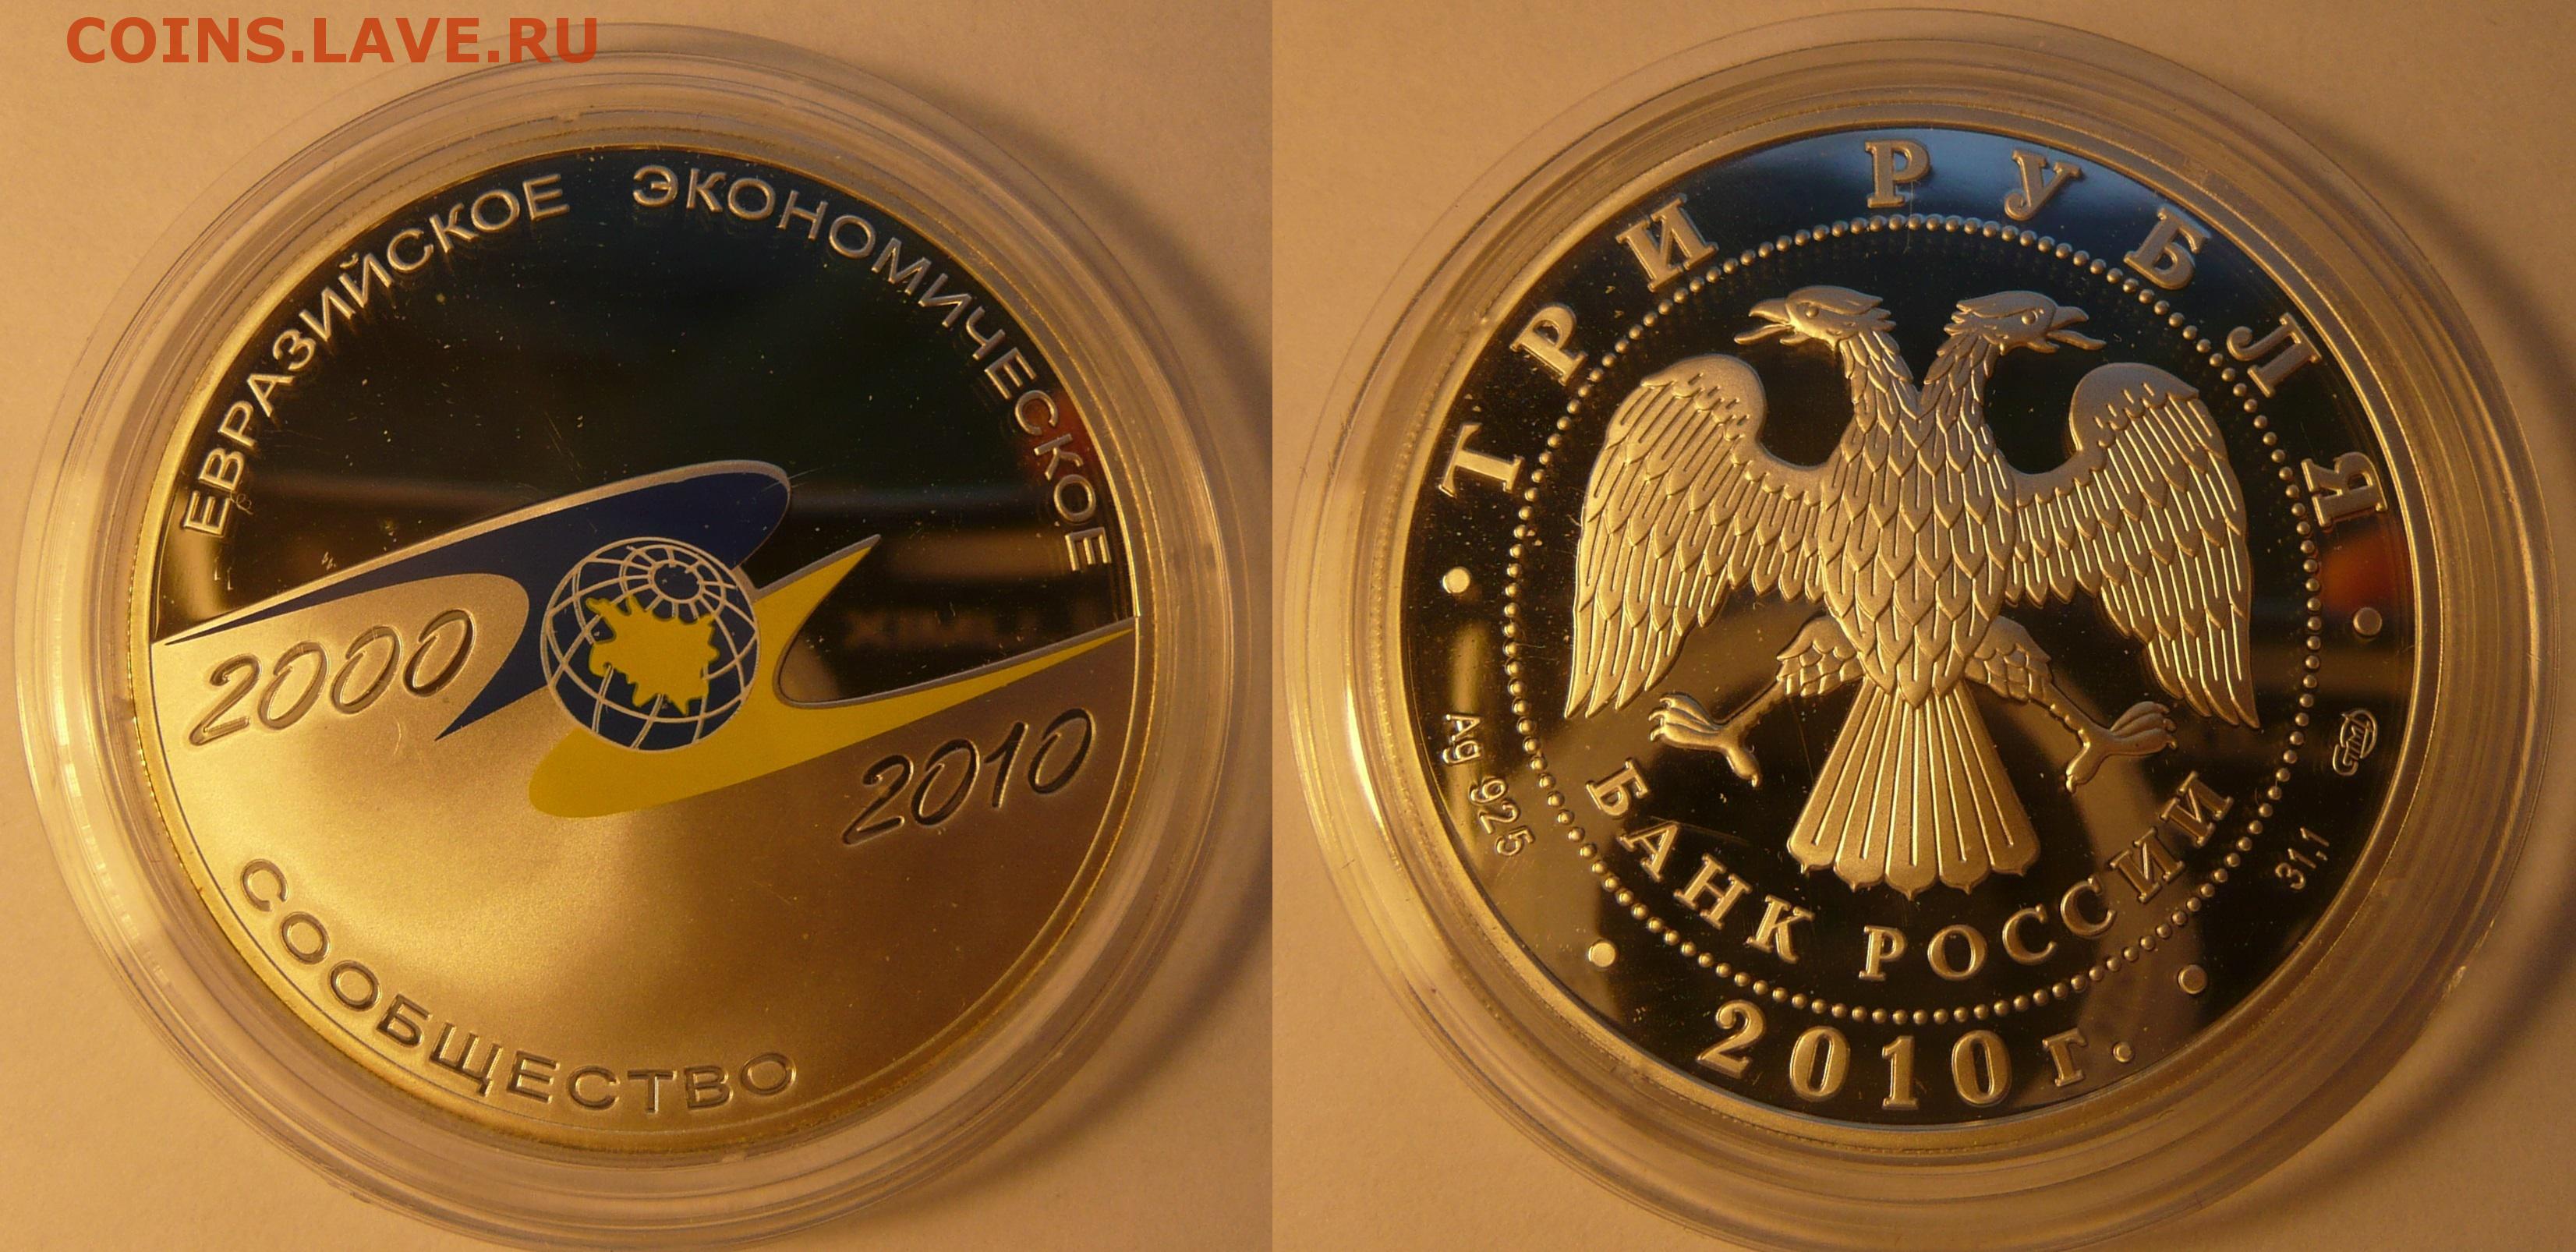 COINS.LAVE.RU
ЕВРАЗИЙСКОЕ ЭКОНОМИЧЕСКОЕ
2000
2010
СООБЩЕСТВО
ТРИ РУБЛЯ
Ag 925
31,1
БАНК РОССИИ
2010 г.